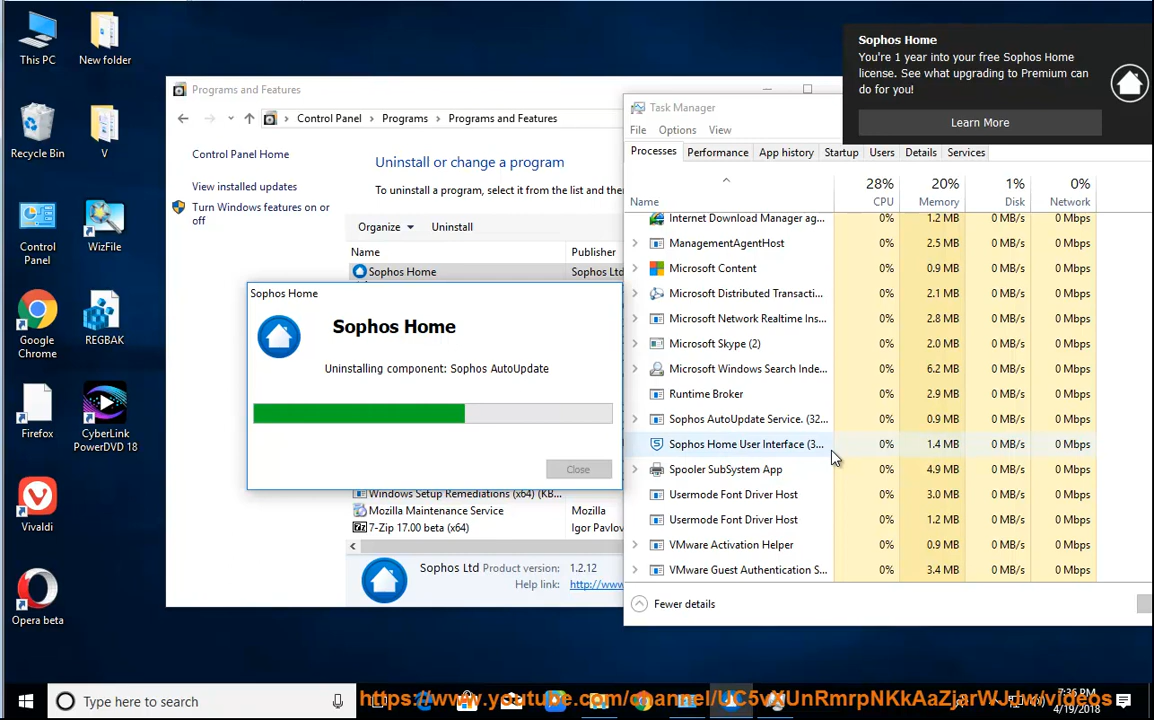 This PC
New folder
Recycle Bin
V
Control Panel
WizFile
Google Chrome
REGBAK
Firefox
CyberLink PowerDVD 18
Vivaldi
Opera beta
Programs and Features
Control Panel
Programs
Programs and Features
Control Panel Home
View installed updates
Turn Windows features on or
off
Uninstall or change a program
To uninstall a program, select it from the list and then
Organize
Uninstall
Name
Publisher
Sophos Home
Sophos Ltd
Sophos Home
Sophos Home
Uninstalling component: Sophos AutoUpdate
Close
Windows Setup Remediations (x64) (KB...
Mozilla Maintenance Service
Mozilla
7-Zip 17.00 beta (x64)
Igor Pavlov
Sophos Ltd Product version: 1.2.12
Help link: http://www
Task Manager
File Options View
Processes Performance App history Startup Users Details Services
28% 20% 1% 0%
Name CPU Memory Disk Network
Internet Download Manager ag... 0% 1.2 MB 0 MB/s 0 Mbps
ManagementAgentHost 0% 2.5 MB 0 MB/s 0 Mbps
Microsoft Content 0% 0.9 MB 0 MB/s 0 Mbps
Microsoft Distributed Transacti... 0% 2.1 MB 0 MB/s 0 Mbps
Microsoft Network Realtime Ins... 0% 2.8 MB 0 MB/s 0 Mbps
Microsoft Skype (2) 0% 0.9 MB 0 MB/s 0 Mbps
Microsoft Windows Search Inde... 0% 6.2 MB 0 MB/s 0 Mbps
Runtime Broker 0% 2.2 MB 0 MB/s 0 Mbps
Sophos AutoUpdate Service. (32... 0% 0.9 MB 0 MB/s 0 Mbps
Sophos Home User Interface (3... 0% 1.4 MB 0 MB/s 0 Mbps
Spooler SubSystem App 0% 4.9 MB 0 MB/s 0 Mbps
Usermode Font Driver Host 0% 3.0 MB 0 MB/s 0 Mbps
Usermode Font Driver Host 0% 1.2 MB 0 MB/s 0 Mbps
VMware Activation Helper 0% 0.9 MB 0 MB/s 0 Mbps
VMware Guest Authentication S... 0% 3.4 MB 0 MB/s 0 Mbps
Fewer details
Sophos Home
You're 1 year into your free Sophos Home
license. See what upgrading to Premium can
do for you!
Learn More
Type here to search
7:36 PM
4/19/2018